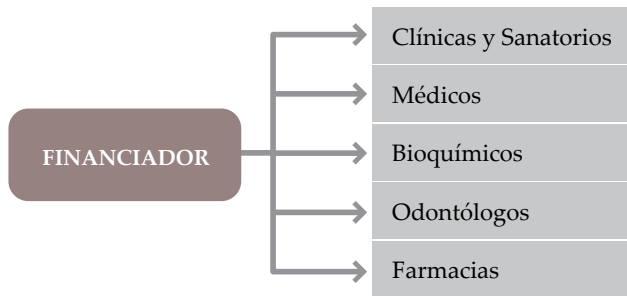 FINANCIADOR
Clínicas y Sanatorios
Médicos
Bioquímicos
Odontólogos
Farmacias